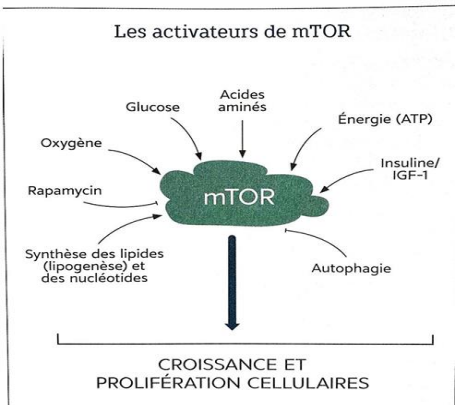 Les activateurs de mTOR
Acides
aminés
Glucose
Énergie (ATP)
Oxygène
Insuline/
IGF-1
Rapamycin
mTOR
Synthèse des lipides
(lipogenèse) et
des nucléotides
Autophagie
CROISSANCE ET
PROLIFÉRATION CELLULAIRES